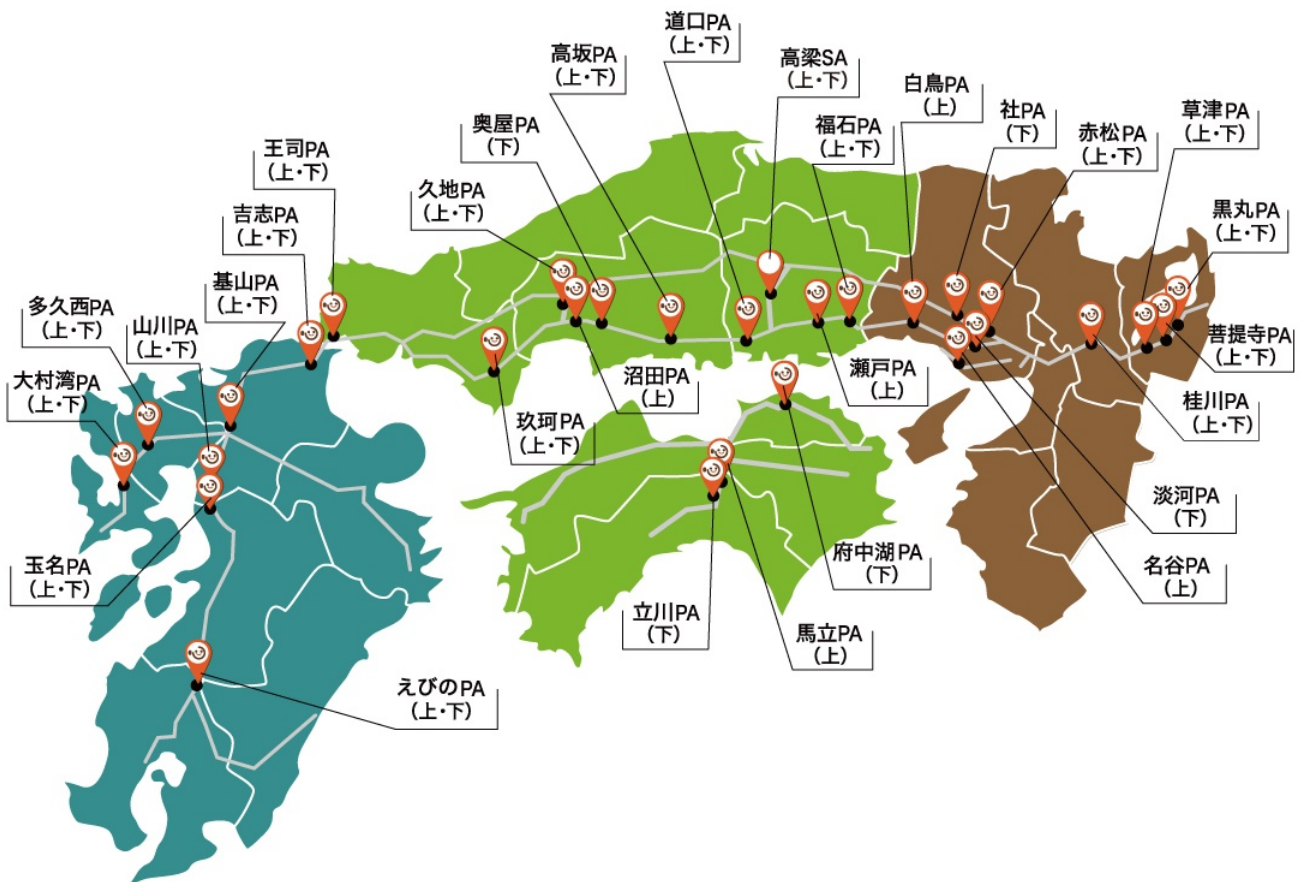 道口PA
(上・下)
高坂PA
(上・下)
高梁SA
(上・下)
白鳥PA
(上)
社PA
(下)
草津PA
(上・下)
奥屋PA
(下)
福石PA
(上・下)
赤松PA
(上・下)
王司PA
(上・下)
久地PA
(上・下)
黒丸PA
(上・下)
吉志PA
(上・下)
基山PA
(上・下)
多久西PA
(上・下)
山川PA
(上・下)
大村湾PA
(上・下)
菩提寺PA
(上・下)
沼田PA
(上)
瀬戸PA
(上)
桂川PA
(上・下)
玖珂PA
(上・下)
淡河PA
(下)
玉名PA
(上・下)
府中湖PA
(下)
名谷PA
(上)
立川PA
(下)
馬立PA
(上)
えびのPA
(上・下)